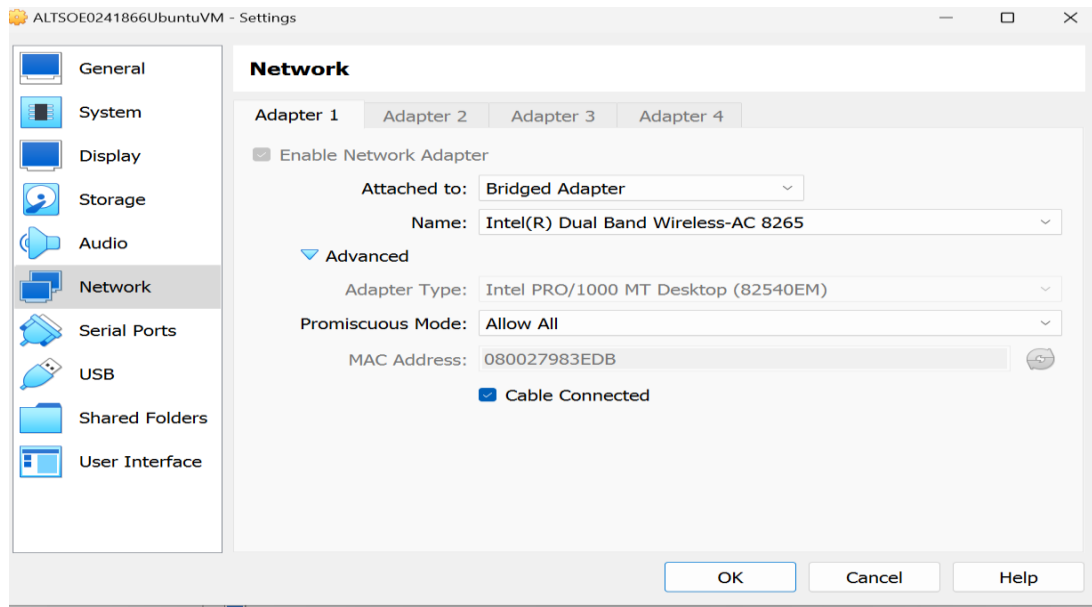 ALTSOE0241866UbuntuVM - Settings
General
System
Display
Storage
Audio
Network
Serial Ports
USB
Shared Folders
User Interface
Network
Adapter 1 Adapter 2 Adapter 3 Adapter 4
Enable Network Adapter
Attached to: Bridged Adapter
Name: Intel(R) Dual Band Wireless-AC 8265
Advanced
Adapter Type: Intel PRO/1000 MT Desktop (82540EM)
Promiscuous Mode: Allow All
MAC Address: 080027983EDB
Cable Connected
OK Cancel Help